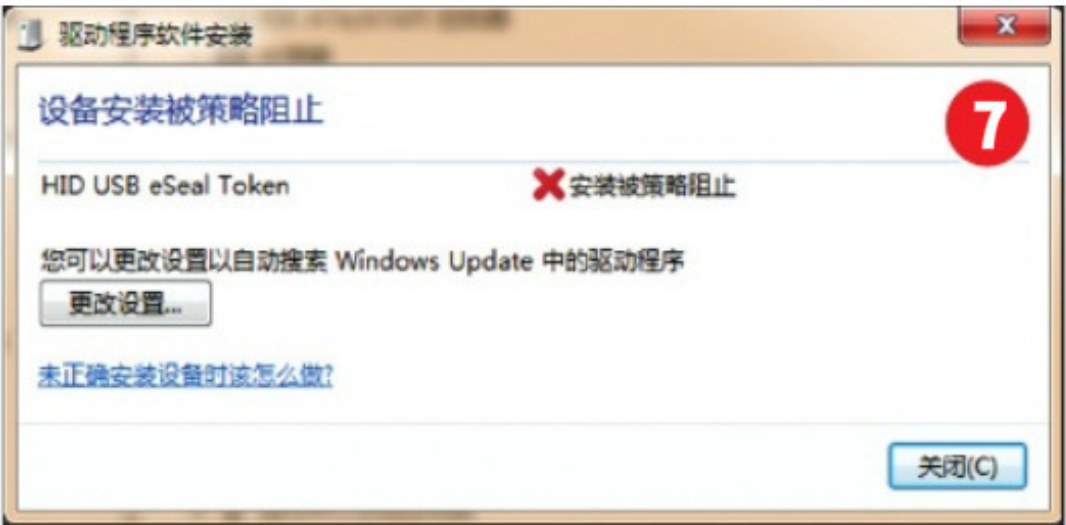 驱动程序软件安装
设备安装被策略阻止
7
HID USB eSeal Token
安装被策略阻止
您可以更改设置以自动搜索 Windows Update 中的驱动程序
更改设置...
未正确安装设备时该怎么做?
关闭(C)